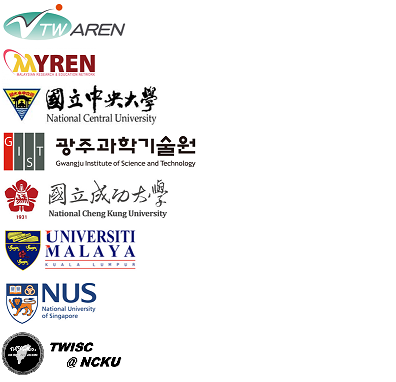 TWAREN
MYREN
MALAYSIAN RESEARCH & EDUCATION NETWORK
國立中央大學
National Central University
GIST
광주과학기술원
Gwangju Institute of Science and Technology
1931
國立成功大學
National Cheng Kung University
UNIVERSITI
MALAYA
KUALA LUMPUR
NUS
National University
of Singapore
TWISC
@ NCKU